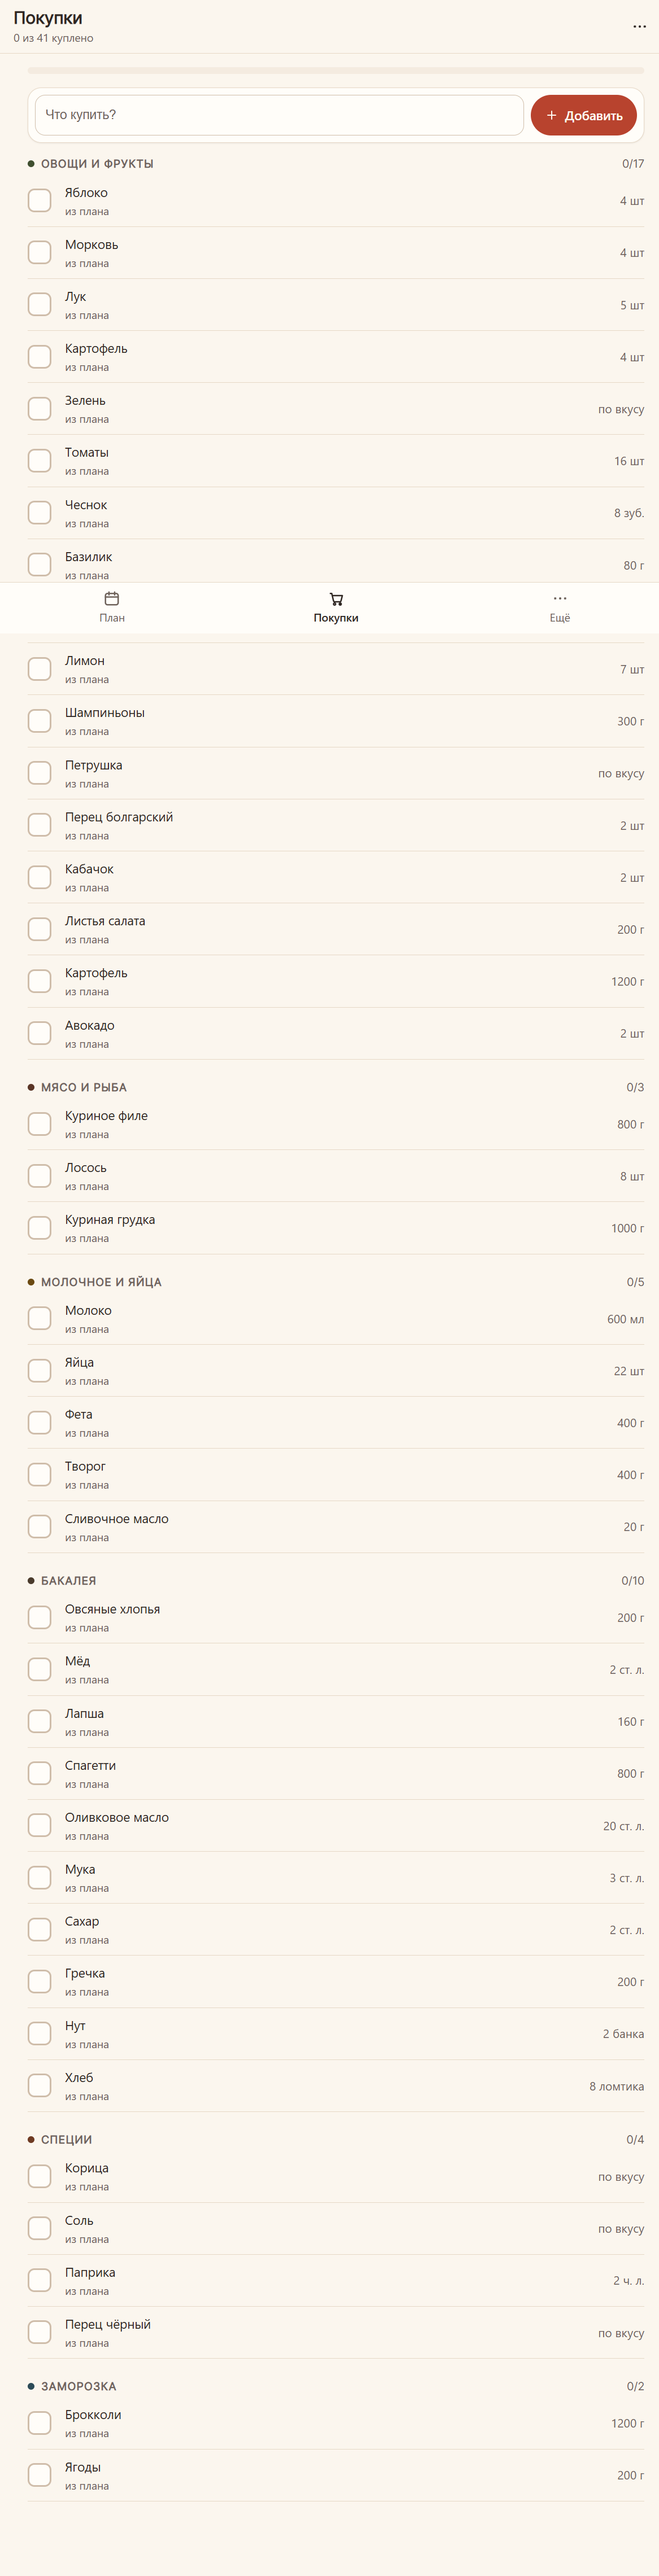 Покупки
0 из 41 куплено
Что купить?
Добавить
ОВОЩИ И ФРУКТЫ 0/17
Яблоко
из плана
4 шт
Морковь
из плана
4 шт
Лук
из плана
5 шт
Картофель
из плана
4 шт
Зелень
из плана
по вкусу
Томаты
из плана
16 шт
Чеснок
из плана
8 зуб.
Базилик
из плана
80 г
План
Покупки
Ещё
Лимон
из плана
7 шт
Шампиньоны
из плана
300 г
Петрушка
из плана
по вкусу
Перец болгарский
из плана
2 шт
Кабачок
из плана
2 шт
Листья салата
из плана
200 г
Картофель
из плана
1200 г
Авокадо
из плана
2 шт
МЯСО И РЫБА 0/3
Куриное филе
из плана
800 г
Лосось
из плана
8 шт
Куриная грудка
из плана
1000 г
МОЛОЧНОЕ И ЯЙЦА 0/5
Молоко
из плана
600 мл
Яйца
из плана
22 шт
Фета
из плана
400 г
Творог
из плана
400 г
Сливочное масло
из плана
20 г
БАКАЛЕЯ 0/10
Овсяные хлопья
из плана
200 г
Мёд
из плана
2 ст. л.
Лапша
из плана
160 г
Спагетти
из плана
800 г
Оливковое масло
из плана
20 ст. л.
Мука
из плана
3 ст. л.
Сахар
из плана
2 ст. л.
Гречка
из плана
200 г
Нут
из плана
2 банка
Хлеб
из плана
8 ломтика
СПЕЦИИ 0/4
Корица
из плана
по вкусу
Соль
из плана
по вкусу
Паприка
из плана
2 ч. л.
Перец чёрный
из плана
по вкусу
ЗАМОРОЗКА 0/2
Брокколи
из плана
1200 г
Ягоды
из плана
200 г